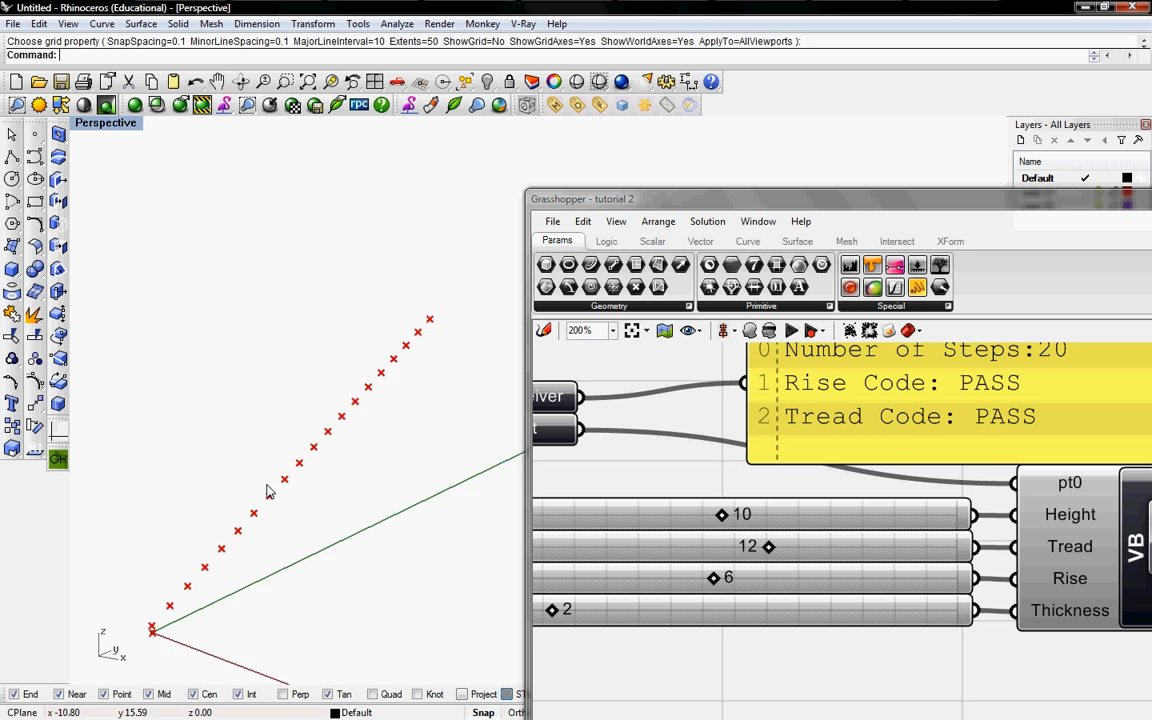 Untitled - Rhinoceros (Educational) - [Perspective]
File Edit View Curve Surface Solid Mesh Dimension Transform Tools Analyze Render Monkey V-Ray Help
Choose grid property ( SnapSpacing=0.1 MinorLineSpacing=0.1 MajorLineInterval=10 Extents=50 ShowGrid=No ShowGridAxes=Yes ShowWorldAxes=Yes ApplyTo=AllViewports ):
Command:
rpc
Perspective
Layers - All Layers
Name
Default
Grasshopper - tutorial 2
File Edit View Arrange Solution Window Help
Params Logic Scalar Vector Curve Surface Mesh Intersect XForm
Geometry Primitive Special
200%
0 Number of Steps:20
1 Rise Code: PASS
2 Tread Code: PASS
eiver
t
pt0
10 Height
12 Tread
6 Rise
2 Thickness
VB
GH
z
y
x
End Near Point Mid Cen Int Perp Tan Quad Knot Project
CPlane x -10.80 y 15.59 z 0.00 Default Snap